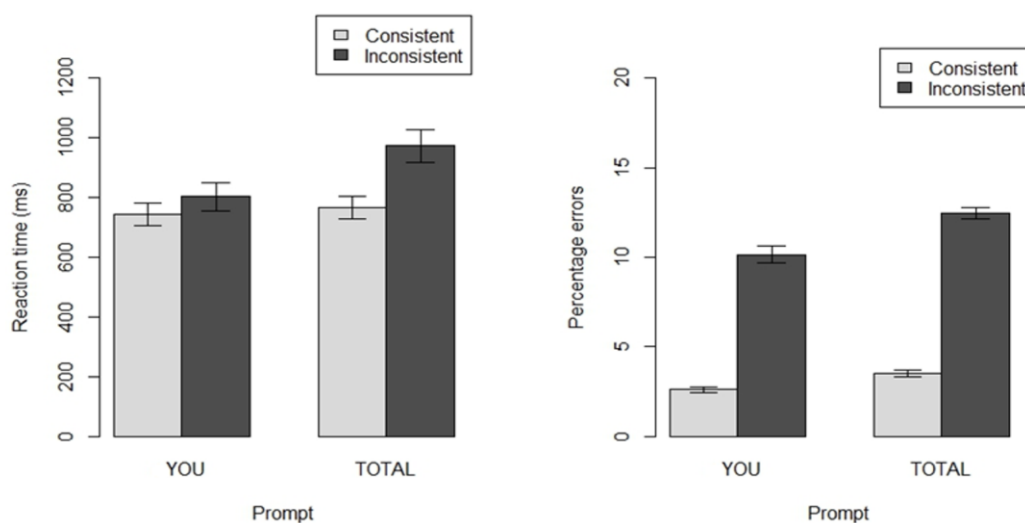 Consistent
Inconsistent
Reaction time (ms)
1200
1000
800
600
400
200
0
YOU
TOTAL
Prompt
Consistent
Inconsistent
Percentage errors
20
15
10
5
0
YOU
TOTAL
Prompt